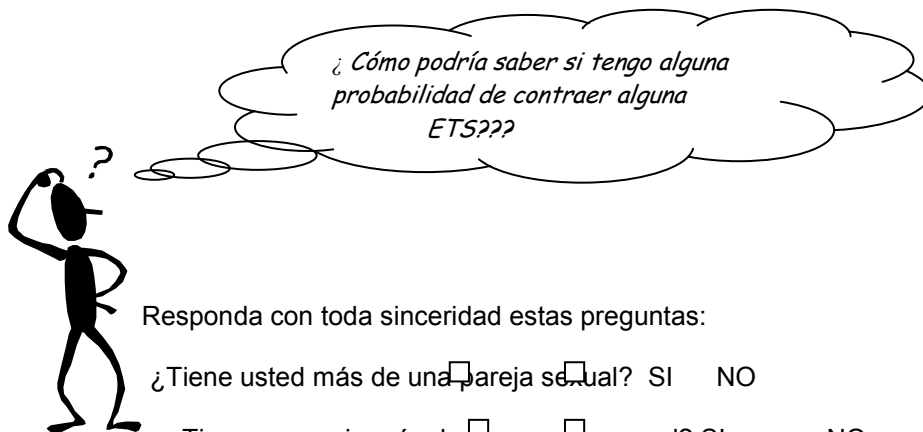 ¿ Cómo podría saber si tengo alguna
probabilidad de contraer alguna
ETS???
?
Responda con toda sinceridad estas preguntas:
¿Tiene usted más de una pareja sexual? SI NO